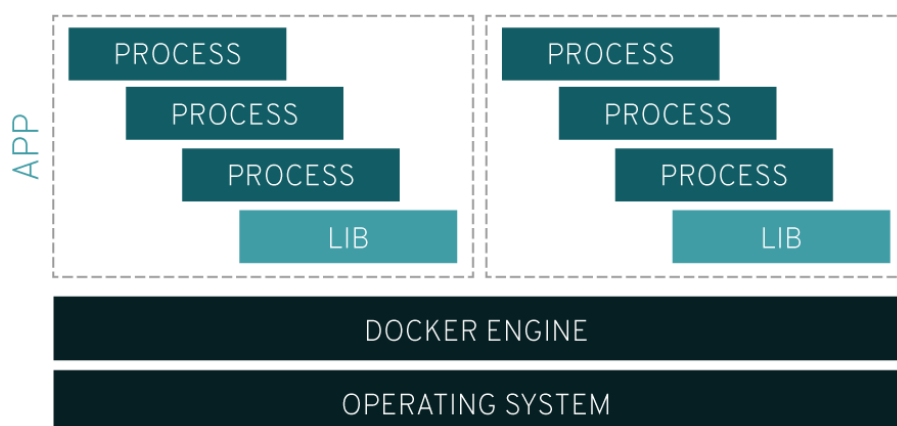 APP
PROCESS
PROCESS
PROCESS
LIB
PROCESS
PROCESS
PROCESS
LIB
DOCKER ENGINE
OPERATING SYSTEM